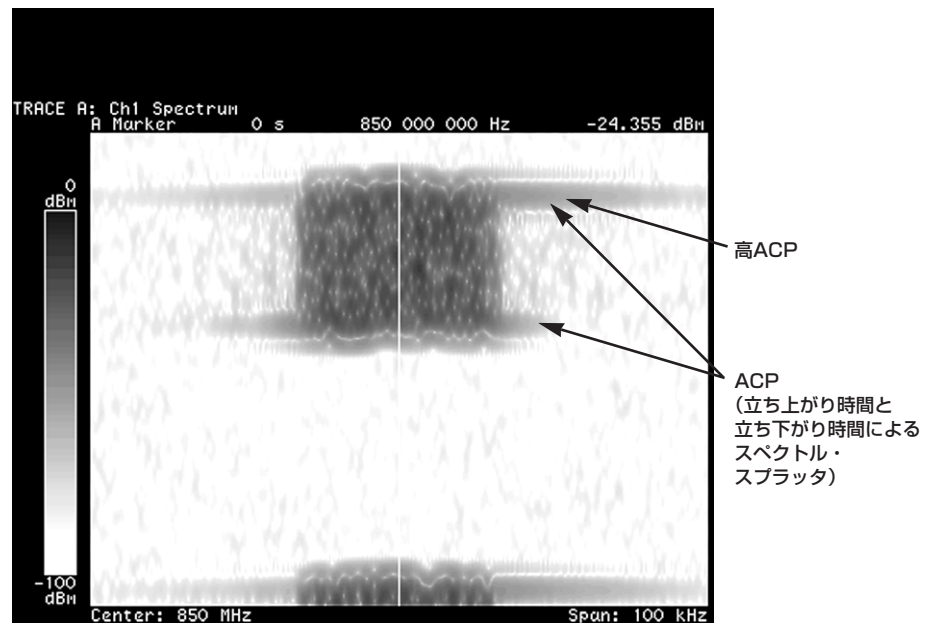 TRACE A: Ch1 Spectrum
A Marker 0 s 850 000 000 Hz -24.355 dBm
0
dBm
高ACP
ACP
（立ち上がり時間と
立ち下がり時間による
スペクトル・
スプラッタ）
-100
dBm
Center: 850 MHz Span: 100 kHz